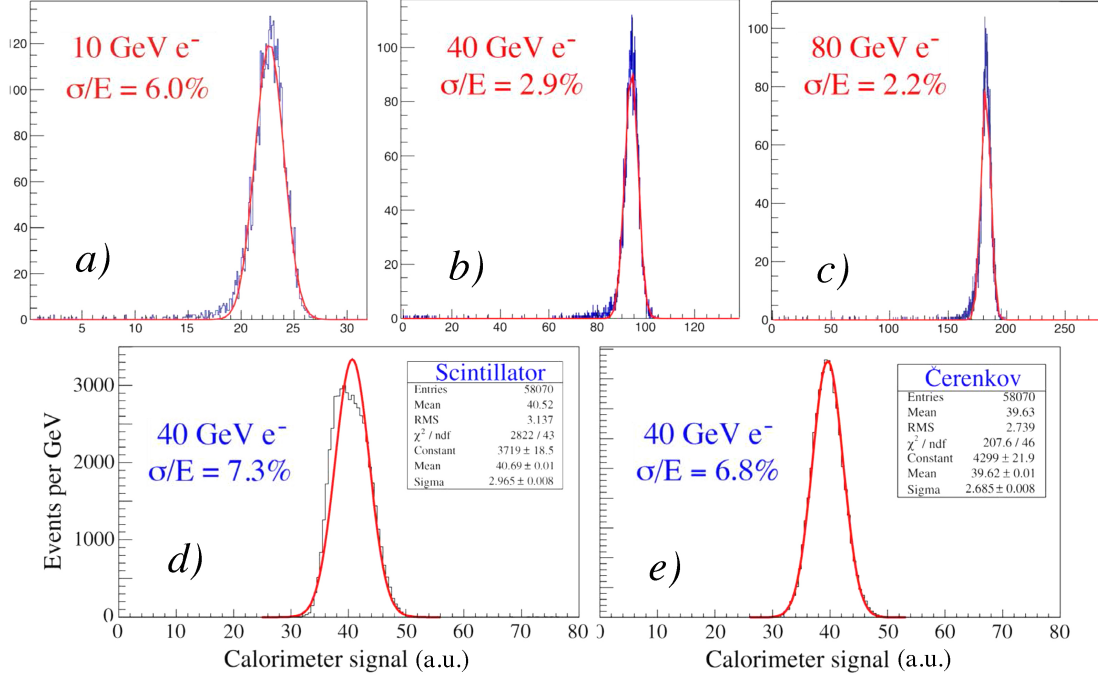 10 GeV e⁻
σ/E = 6.0%
a)
120
100
80
60
40
20
0
5 10 15 20 25 30
40 GeV e⁻
σ/E = 2.9%
b)
100
80
60
40
20
0
0 20 40 60 80 100 120
80 GeV e⁻
σ/E = 2.2%
c)
100
80
60
40
20
0
0 50 100 150 200 250
Events per GeV
3000
2000
1000
0
40 GeV e⁻
σ/E = 7.3%
d)
Scintillator
Entries 58070
Mean 40.52
RMS 3.137
χ² / ndf 2822 / 43
Constant 3719 ± 18.5
Mean 40.69 ± 0.01
Sigma 2.965 ± 0.008
0 10 20 30 40 50 60 70 80
Calorimeter signal (a.u.)
40 GeV e⁻
σ/E = 6.8%
e)
Čerenkov
Entries 58070
Mean 39.63
RMS 2.739
χ² / ndf 207.6 / 46
Constant 4299 ± 21.9
Mean 39.62 ± 0.01
Sigma 2.685 ± 0.008
10 20 30 40 50 60 70 80
Calorimeter signal (a.u.)